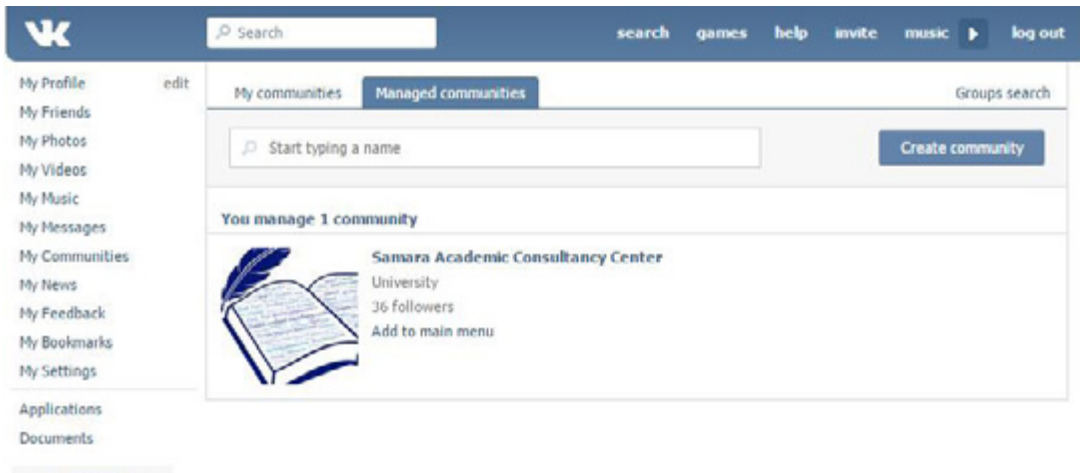 VK
Search
search games help invite music log out
My Profile edit
My Friends
My Photos
My Videos
My Music
My Messages
My Communities
My News
My Feedback
My Bookmarks
My Settings
Applications
Documents
My communities Managed communities Groups search
Start typing a name
Create community
You manage 1 community
Samara Academic Consultancy Center
University
36 followers
Add to main menu